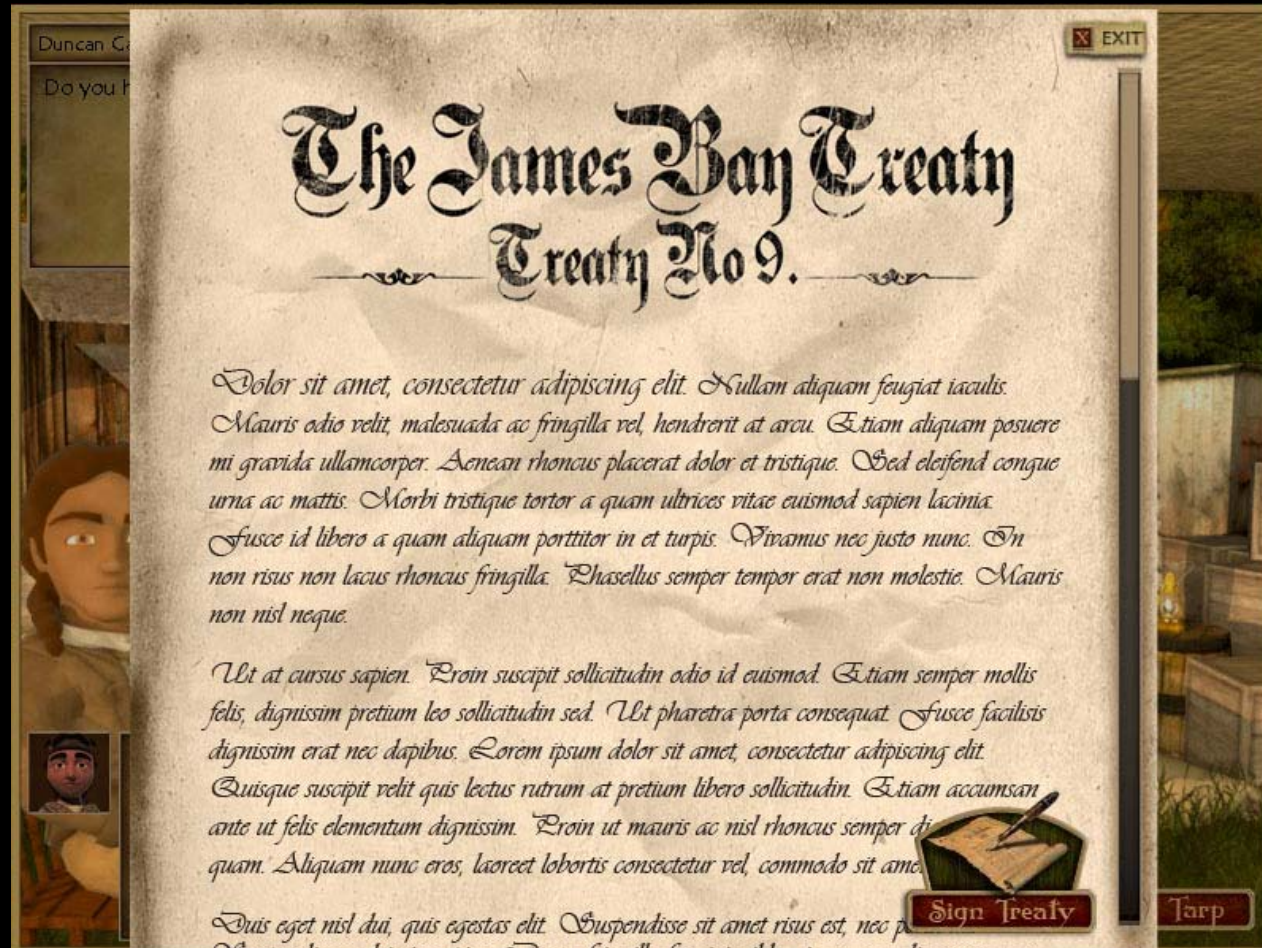 Duncan
Do you
EXIT
The James Bay Treaty
Treaty No 9.
Dolor sit amet, consectetur adipiscing elit. Nullam aliquam feugiat iaculis.
Mauris odio velit, malesuada ac fringilla vel, hendrerit at arcu. Etiam aliquam posuere
mi gravida ullamcorper. Aenean rhoncus placerat dolor et tristique. Sed eleifend congue
urna ac mattis. Morbi tristique tortor a quam ultrices vitae euismod sapien lacinia.
Fusce id libero a quam aliquam porttitor in et turpis. Vivamus nec justo nunc. In
non risus non lacus rhoncus fringilla. Phasellus semper tempor erat non molestie. Mauris
non nisl neque.
Ut at cursus sapien. Proin suscipit sollicitudin odio id euismod. Etiam semper mollis
felis, dignissim pretium leo sollicitudin sed. Ut pharetra porta consequat. Fusce facilisis
dignissim erat nec dapibus. Lorem ipsum dolor sit amet, consectetur adipiscing elit.
Quisque suscipit velit quis lectus rutrum at pretium libero sollicitudin. Etiam accumsan
ante ut felis elementum dignissim. Proin ut mauris ac nisl rhoncus semper
quam. Aliquam nunc eros, laoreet lobortis consectetur vel, commodo sit
Duis eget nisl dui, quis egestas elit. Suspendisse sit amet risus est, nec
Sign Treaty
Tarp